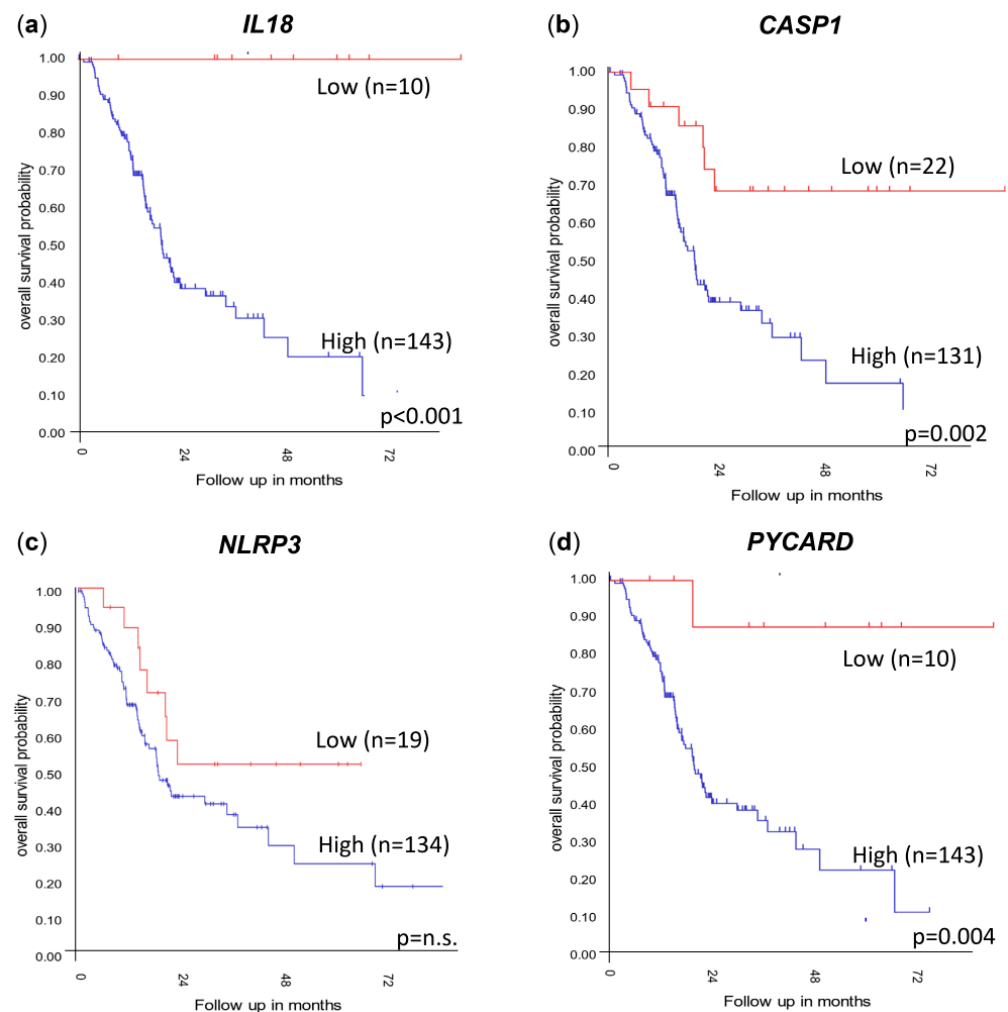 (a) IL18
overall survival probability
1.00
0.90
0.80
0.70
0.60
0.50
0.40
0.30
0.20
0.10
0.00
Low (n=10)
High (n=143)
p<0.001
0 24 48 72
Follow up in months
(b) CASP1
overall survival probability
1.00
0.90
0.80
0.70
0.60
0.50
0.40
0.30
0.20
0.10
0.00
Low (n=22)
High (n=131)
p=0.002
0 24 48 72
Follow up in months
(c) NLRP3
overall survival probability
1.00
0.90
0.80
0.70
0.60
0.50
0.40
0.30
0.20
0.10
0.00
Low (n=19)
High (n=134)
p=n.s.
0 24 48 72
Follow up in months
(d) PYCARD
overall survival probability
1.00
0.90
0.80
0.70
0.60
0.50
0.40
0.30
0.20
0.10
0.00
Low (n=10)
High (n=143)
p=0.004
0 24 48 72
Follow up in months